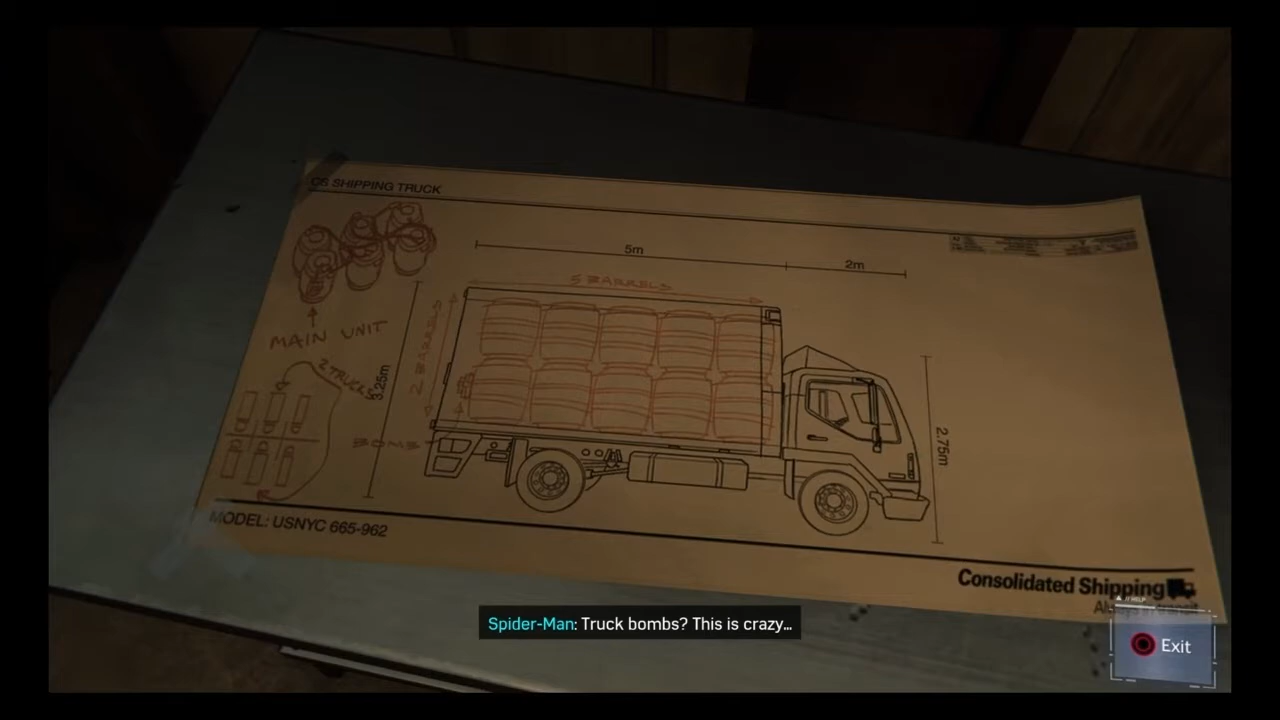 CS SHIPPING TRUCK
5m
2m
5 BARRELS
MAIN UNIT
2 BARRELS
2 TRUCKS
3.25m
BOMB
2.75m
MODEL: USNYC 665-962
Consolidated Shipping
Spider-Man: Truck bombs? This is crazy...
HELP
Exit